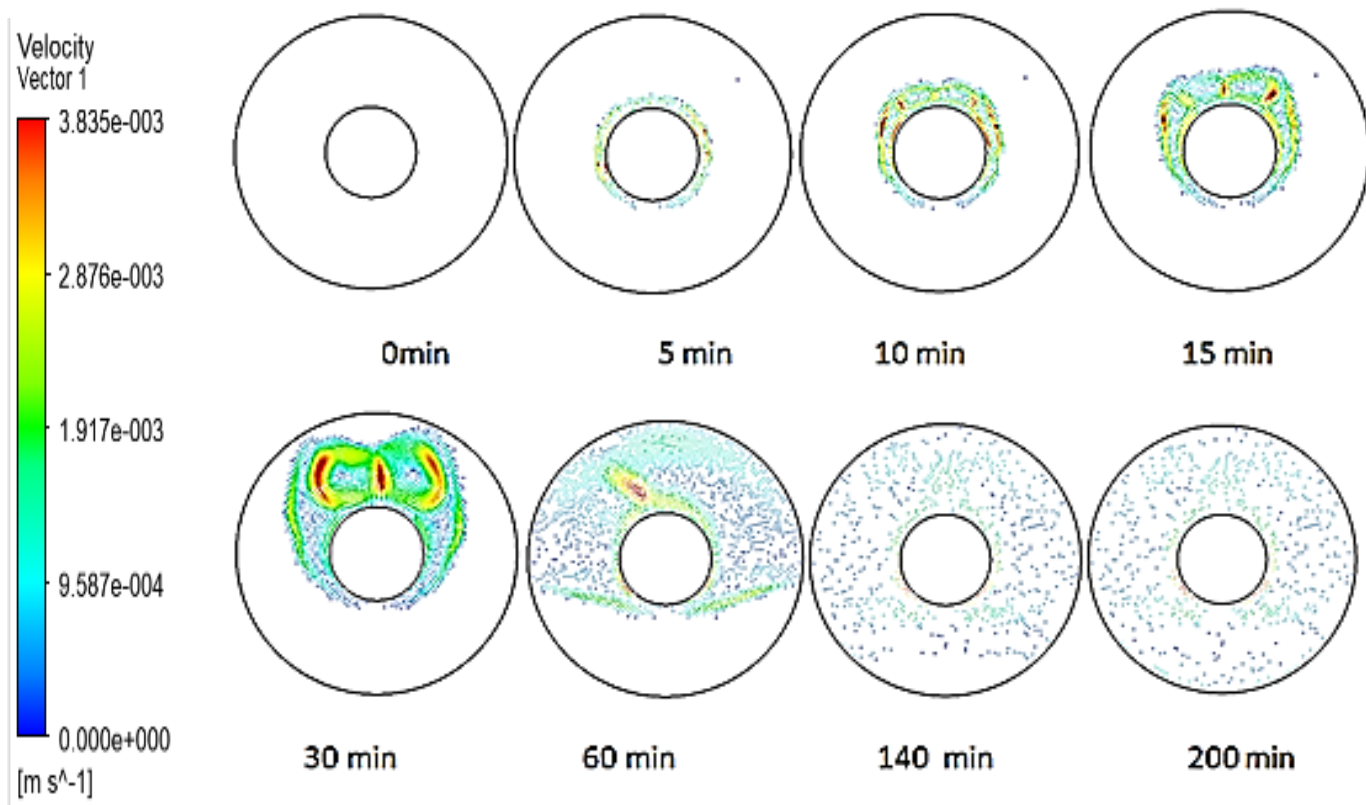 Velocity
Vector 1
3.835e-003
2.876e-003
1.917e-003
9.587e-004
0.000e+000
[m s^-1]
0min
5 min
10 min
15 min
30 min
60 min
140 min
200 min